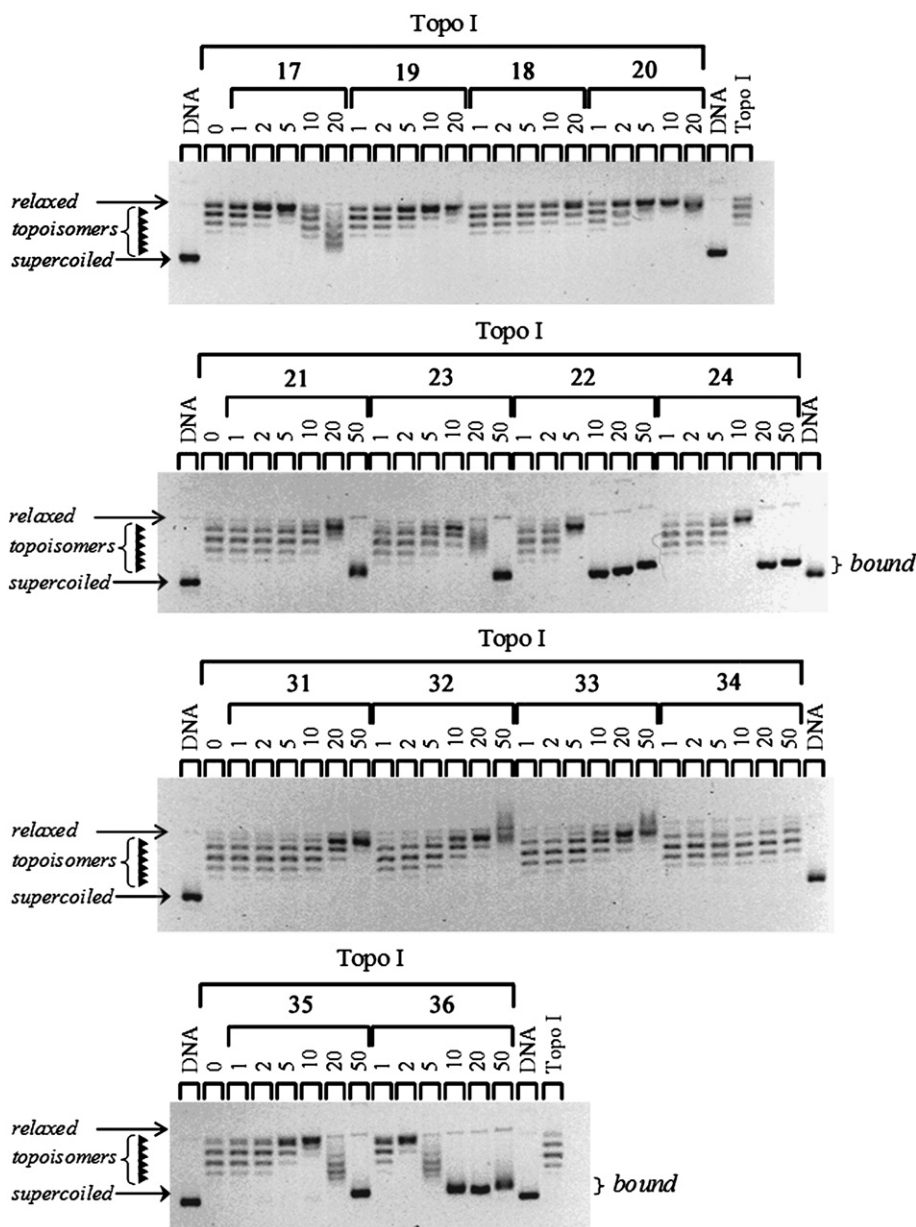 Topo I
17 19 18 20
DNA 0 1 2 5 10 20 1 2 5 10 20 1 2 5 10 20 1 2 5 10 20 DNA Topo I
relaxed
topoisomers
supercoiled
Topo I
21 23 22 24
DNA 0 1 2 5 10 20 50 1 2 5 10 20 50 1 2 5 10 20 50 1 2 5 10 20 50 DNA
relaxed
topoisomers
supercoiled
} bound
Topo I
31 32 33 34
DNA 0 1 2 5 10 20 50 1 2 5 10 20 50 1 2 5 10 20 50 1 2 5 10 20 50 DNA
relaxed
topoisomers
supercoiled
Topo I
35 36
DNA 0 1 2 5 10 20 50 1 2 5 10 20 50 DNA Topo I
relaxed
topoisomers
supercoiled
} bound